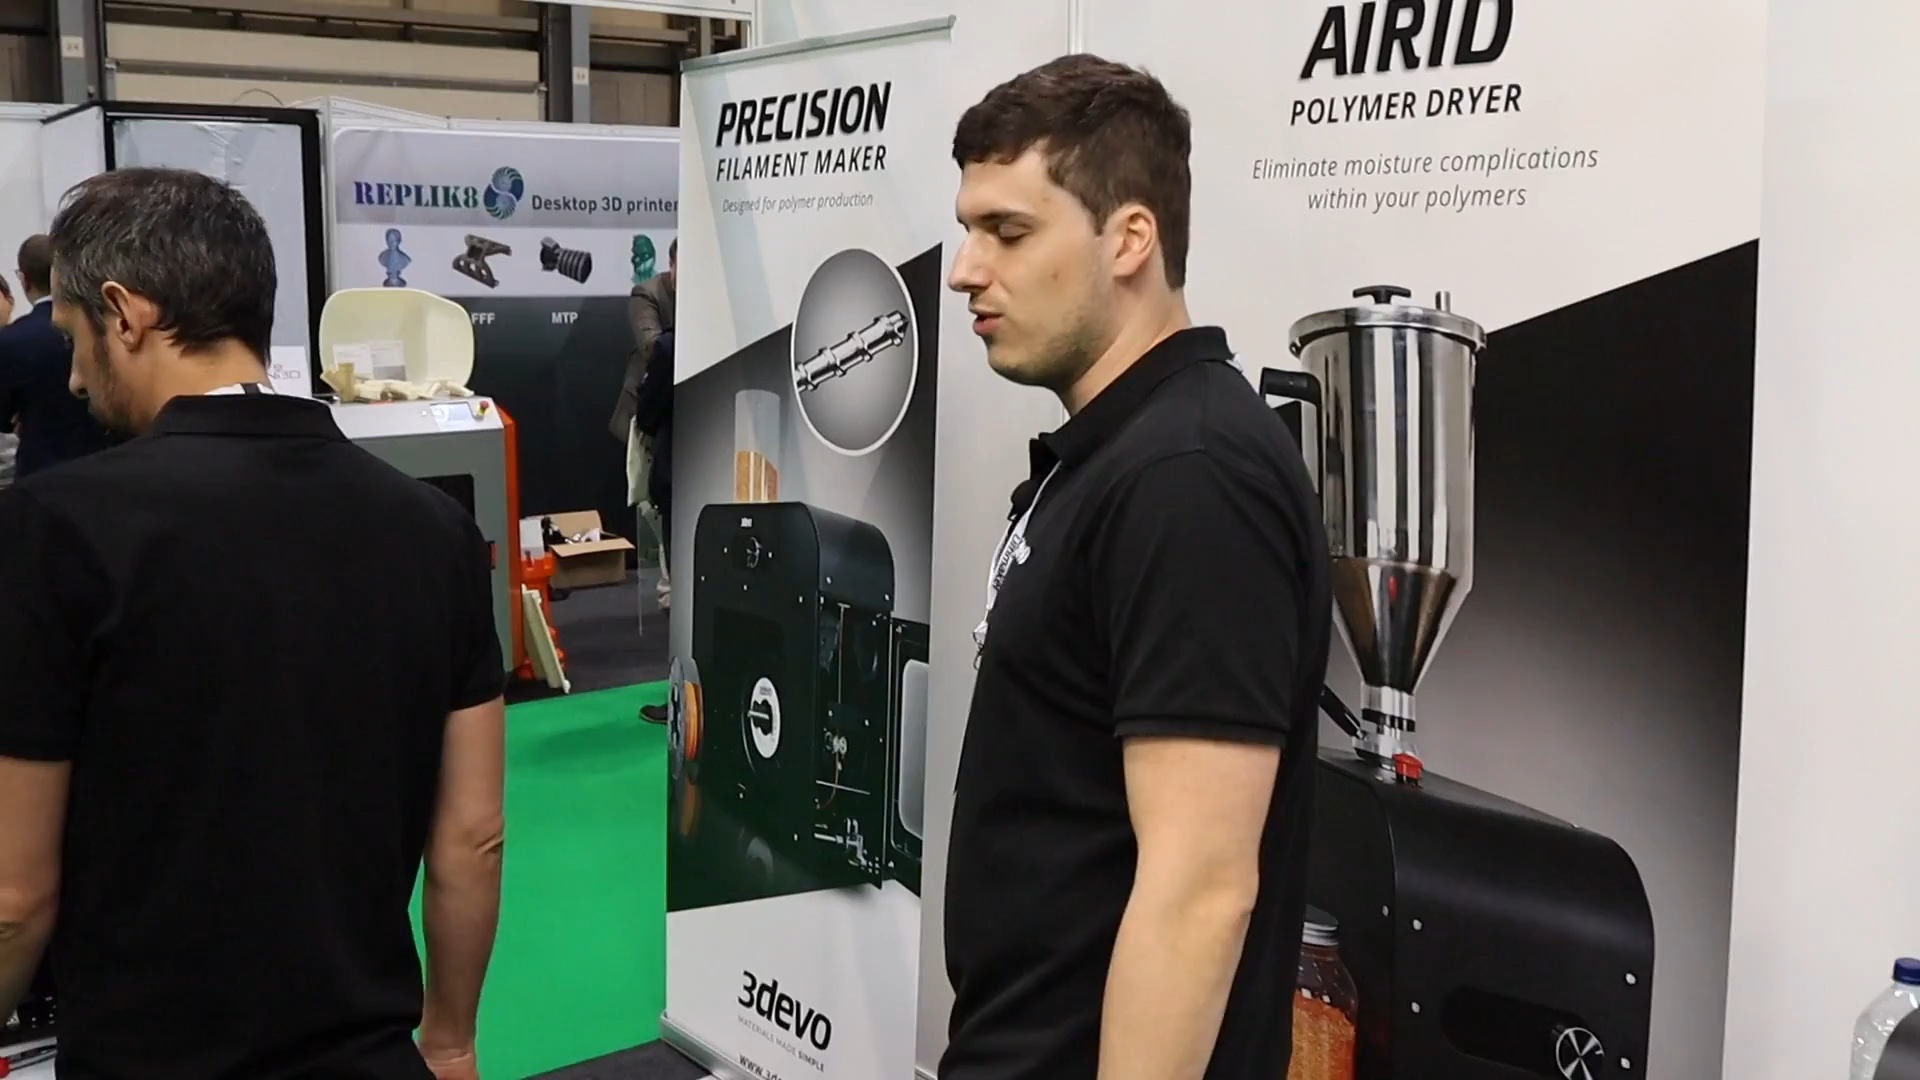 PRECISION
FILAMENT MAKER
Designed for polymer production
3devo
MATERIALS MADE SIMPLE
AIRID
POLYMER DRYER
Eliminate moisture complications
within your polymers
REPLIK8
Desktop 3D printer
FFF
MTP